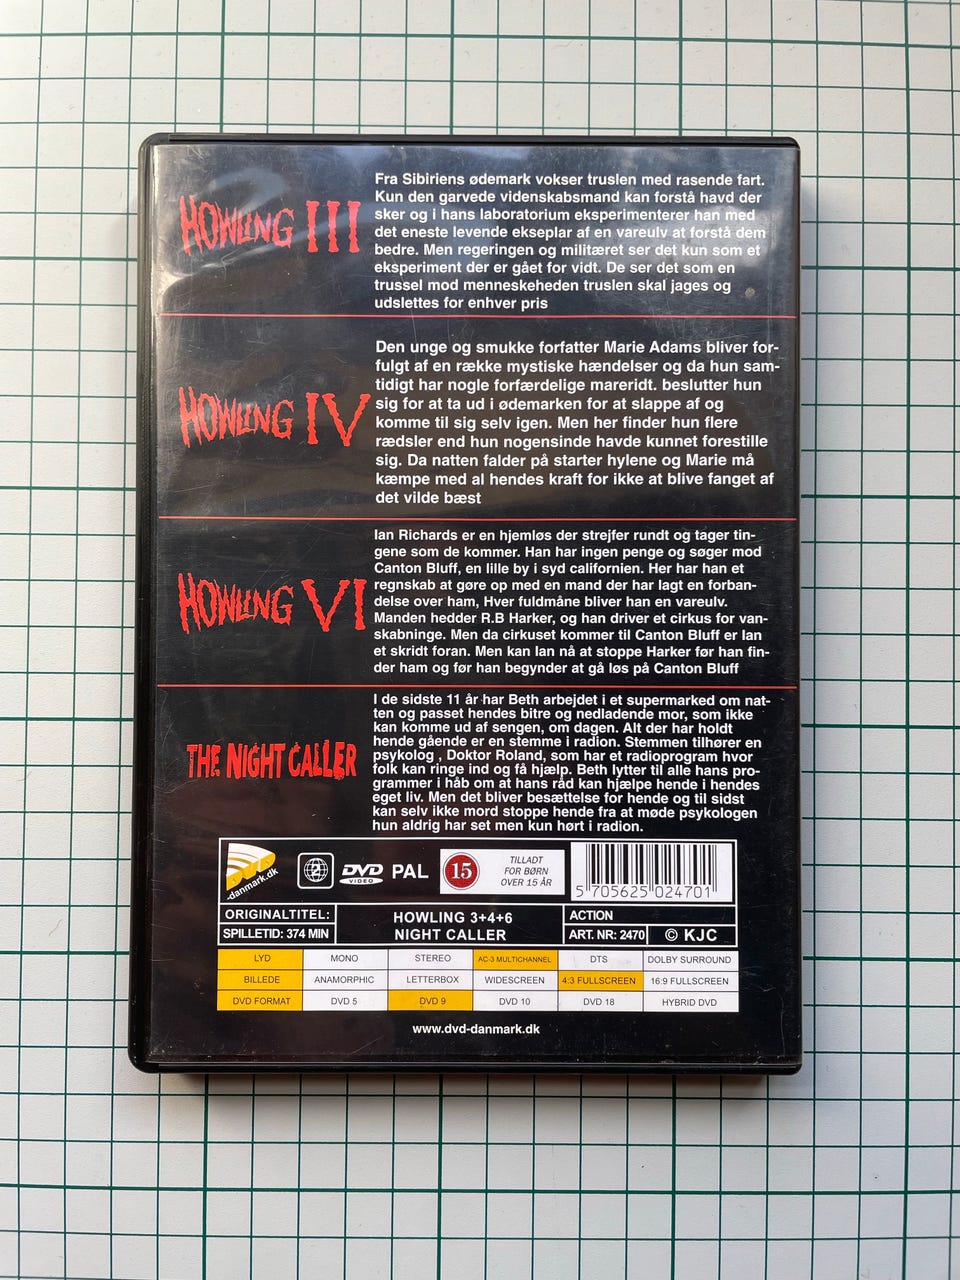 HOWLING III
Fra Sibiriens ødemark vokser truslen med rasende fart.
Kun den garvede videnskabsmand kan forstå havd der
sker og i hans laboratorium eksperimenterer han med
det eneste levende ekseplar af en vareulv at forstå dem
bedre. Men regeringen og militæret ser det kun som et
eksperiment der er gået for vidt. De ser det som en
trussel mod menneskeheden truslen skal jages og
udslettes for enhver pris
HOWLING IV
Den unge og smukke forfatter Marie Adams bliver for-
fulgt af en række mystiske hændelser og da hun sam-
tidigt har nogle forfærdelige mareridt. beslutter hun
sig for at ta ud i ødemarken for at slappe af og
komme til sig selv igen. Men her finder hun flere
rædsler end hun nogensinde havde kunnet forestille
sig. Da natten falder på starter hylene og Marie må
kæmpe med al hendes kraft for ikke at blive fanget af
det vilde bæst
HOWLING VI
Ian Richards er en hjemløs der strejfer rundt og tager tin-
gene som de kommer. Han har ingen penge og søger mod
Canton Bluff, en lille by i syd californien. Her har han et
regnskab at gøre op med en mand der har lagt en forban-
delse over ham, Hver fuldmåne bliver han en vareulv.
Manden hedder R.B Harker, og han driver et cirkus for van-
skabninge. Men da cirkuset kommer til Canton Bluff er Ian
et skridt foran. Men kan Ian nå at stoppe Harker før han fin-
der ham og før han begynder at gå løs på Canton Bluff
THE NIGHT CALLER
I de sidste 11 år har Beth arbejdet i et supermarked om nat-
ten og passet hendes bitre og nedladende mor, som ikke
kan komme ud af sengen, om dagen. Alt der har holdt
hende gående er en stemme i radion. Stemmen tilhører en
psykolog , Doktor Roland, som har et radioprogram hvor
folk kan ringe ind og få hjælp. Beth lytter til alle hans pro-
grammer i håb om at hans råd kan hjælpe hende i hendes
eget liv. Men det bliver besættelse for hende og til sidst
kan selv ikke mord stoppe hende fra at møde psykologen
hun aldrig har set men kun hørt i radion.
DVD
-danmark.dk
2
DVD
VIDEO
PAL
15
TILLADT
FOR BØRN
OVER 15 ÅR
5 705625 024701
ORIGINALTITEL:
SPILLETID: 374 MIN
HOWLING 3+4+6
NIGHT CALLER
ACTION
ART. NR: 2470
© KJC
LYD MONO STEREO AC-3 MULTICHANNEL DTS DOLBY SURROUND
BILLEDE ANAMORPHIC LETTERBOX WIDESCREEN 4:3 FULLSCREEN 16:9 FULLSCREEN
DVD FORMAT DVD 5 DVD 9 DVD 10 DVD 18 HYBRID DVD
www.dvd-danmark.dk